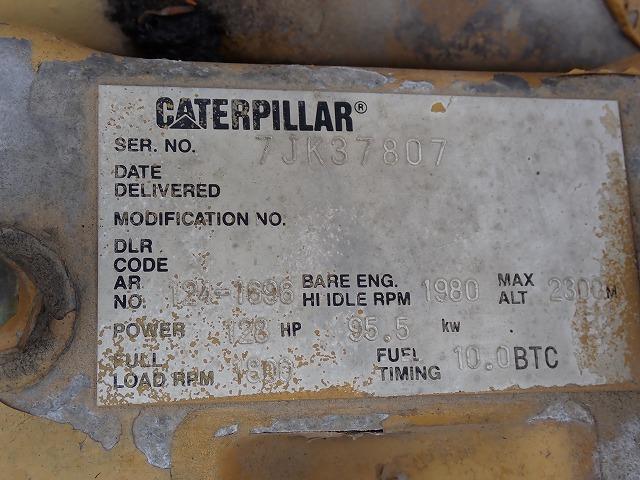 CATERPILLAR®
SER. NO. 7JK37807
DATE
DELIVERED
MODIFICATION NO.
DLR
CODE
AR
NO. 124-1696 BARE ENG. HI IDLE RPM 1980 MAX ALT 2300M
POWER 128 HP 95.5 kw
FULL
LOAD RPM 1800 FUEL TIMING 10.0BTC